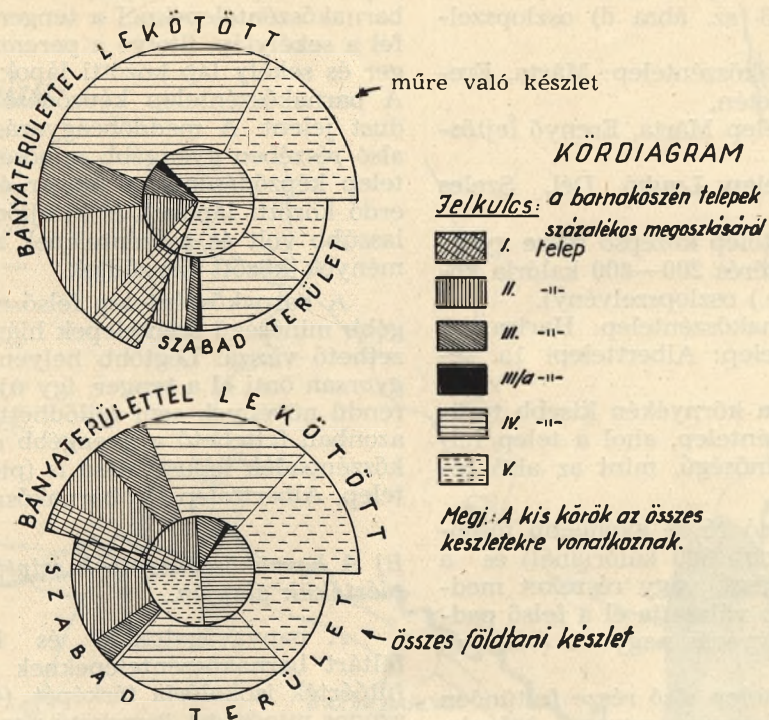 BÁNYATERÜLETTEL LEKÖTÖTT
SZABAD TERÜLET
műre való készlet
KÖRDIAGRAM
Jelkulcs: a barnakőszén telepek
százalékos megoszlásáról
I. telep
II. -"-
III. -"-
III/a -"-
IV. -"-
V.
Megj.: A kis körök az összes
készletekre vonatkoznak.
BÁNYATERÜLETTEL LEKÖTÖTT
SZABAD TERÜLET
összes földtani készlet